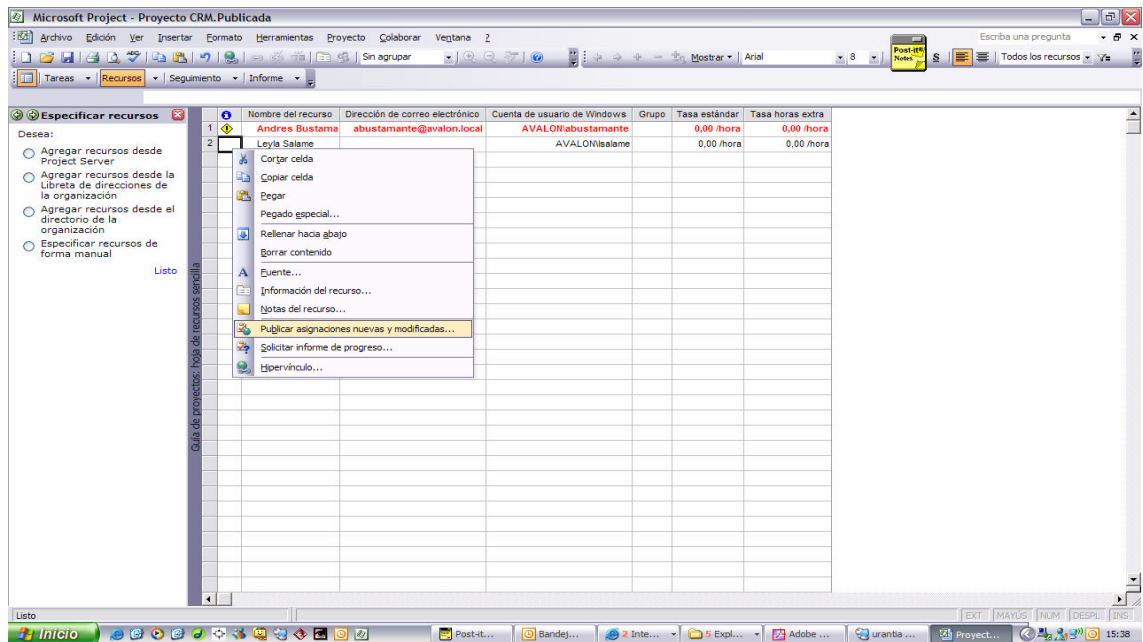 Microsoft Project - Proyecto CRM.Publicada
Archivo Edición Ver Insertar Formato Herramientas Proyecto Colaborar Ventana ? Escriba una pregunta
Sin agrupar Mostrar Arial 8 Post-it® Notes S Todos los recursos
Tareas Recursos Seguimiento Informe
Especificar recursos
Desea:
Agregar recursos desde
Project Server
Agregar recursos desde la
Libreta de direcciones de
la organización
Agregar recursos desde el
directorio de la
organización
Especificar recursos de
forma manual
Listo
Guía de proyectos: hoja de recursos sencilla
Nombre del recurso Dirección de correo electrónico Cuenta de usuario de Windows Grupo Tasa estándar Tasa horas extra
1 Andres Bustama abustamante@avalon.local AVALON\abustamante 0,00 /hora 0,00 /hora
2 Leyla Salame AVALON\lsalame 0,00 /hora 0,00 /hora
Cortar celda
Copiar celda
Pegar
Pegado especial...
Rellenar hacia abajo
Borrar contenido
Fuente...
Información del recurso...
Notas del recurso...
Publicar asignaciones nuevas y modificadas...
Solicitar informe de progreso...
Hipervínculo...
Listo EXT MAYÚS NUM DESPL INS
Inicio Post-it... Bandej... 2 Inte... 5 Expl... Adobe ... urantia ... Proyect... 15:38